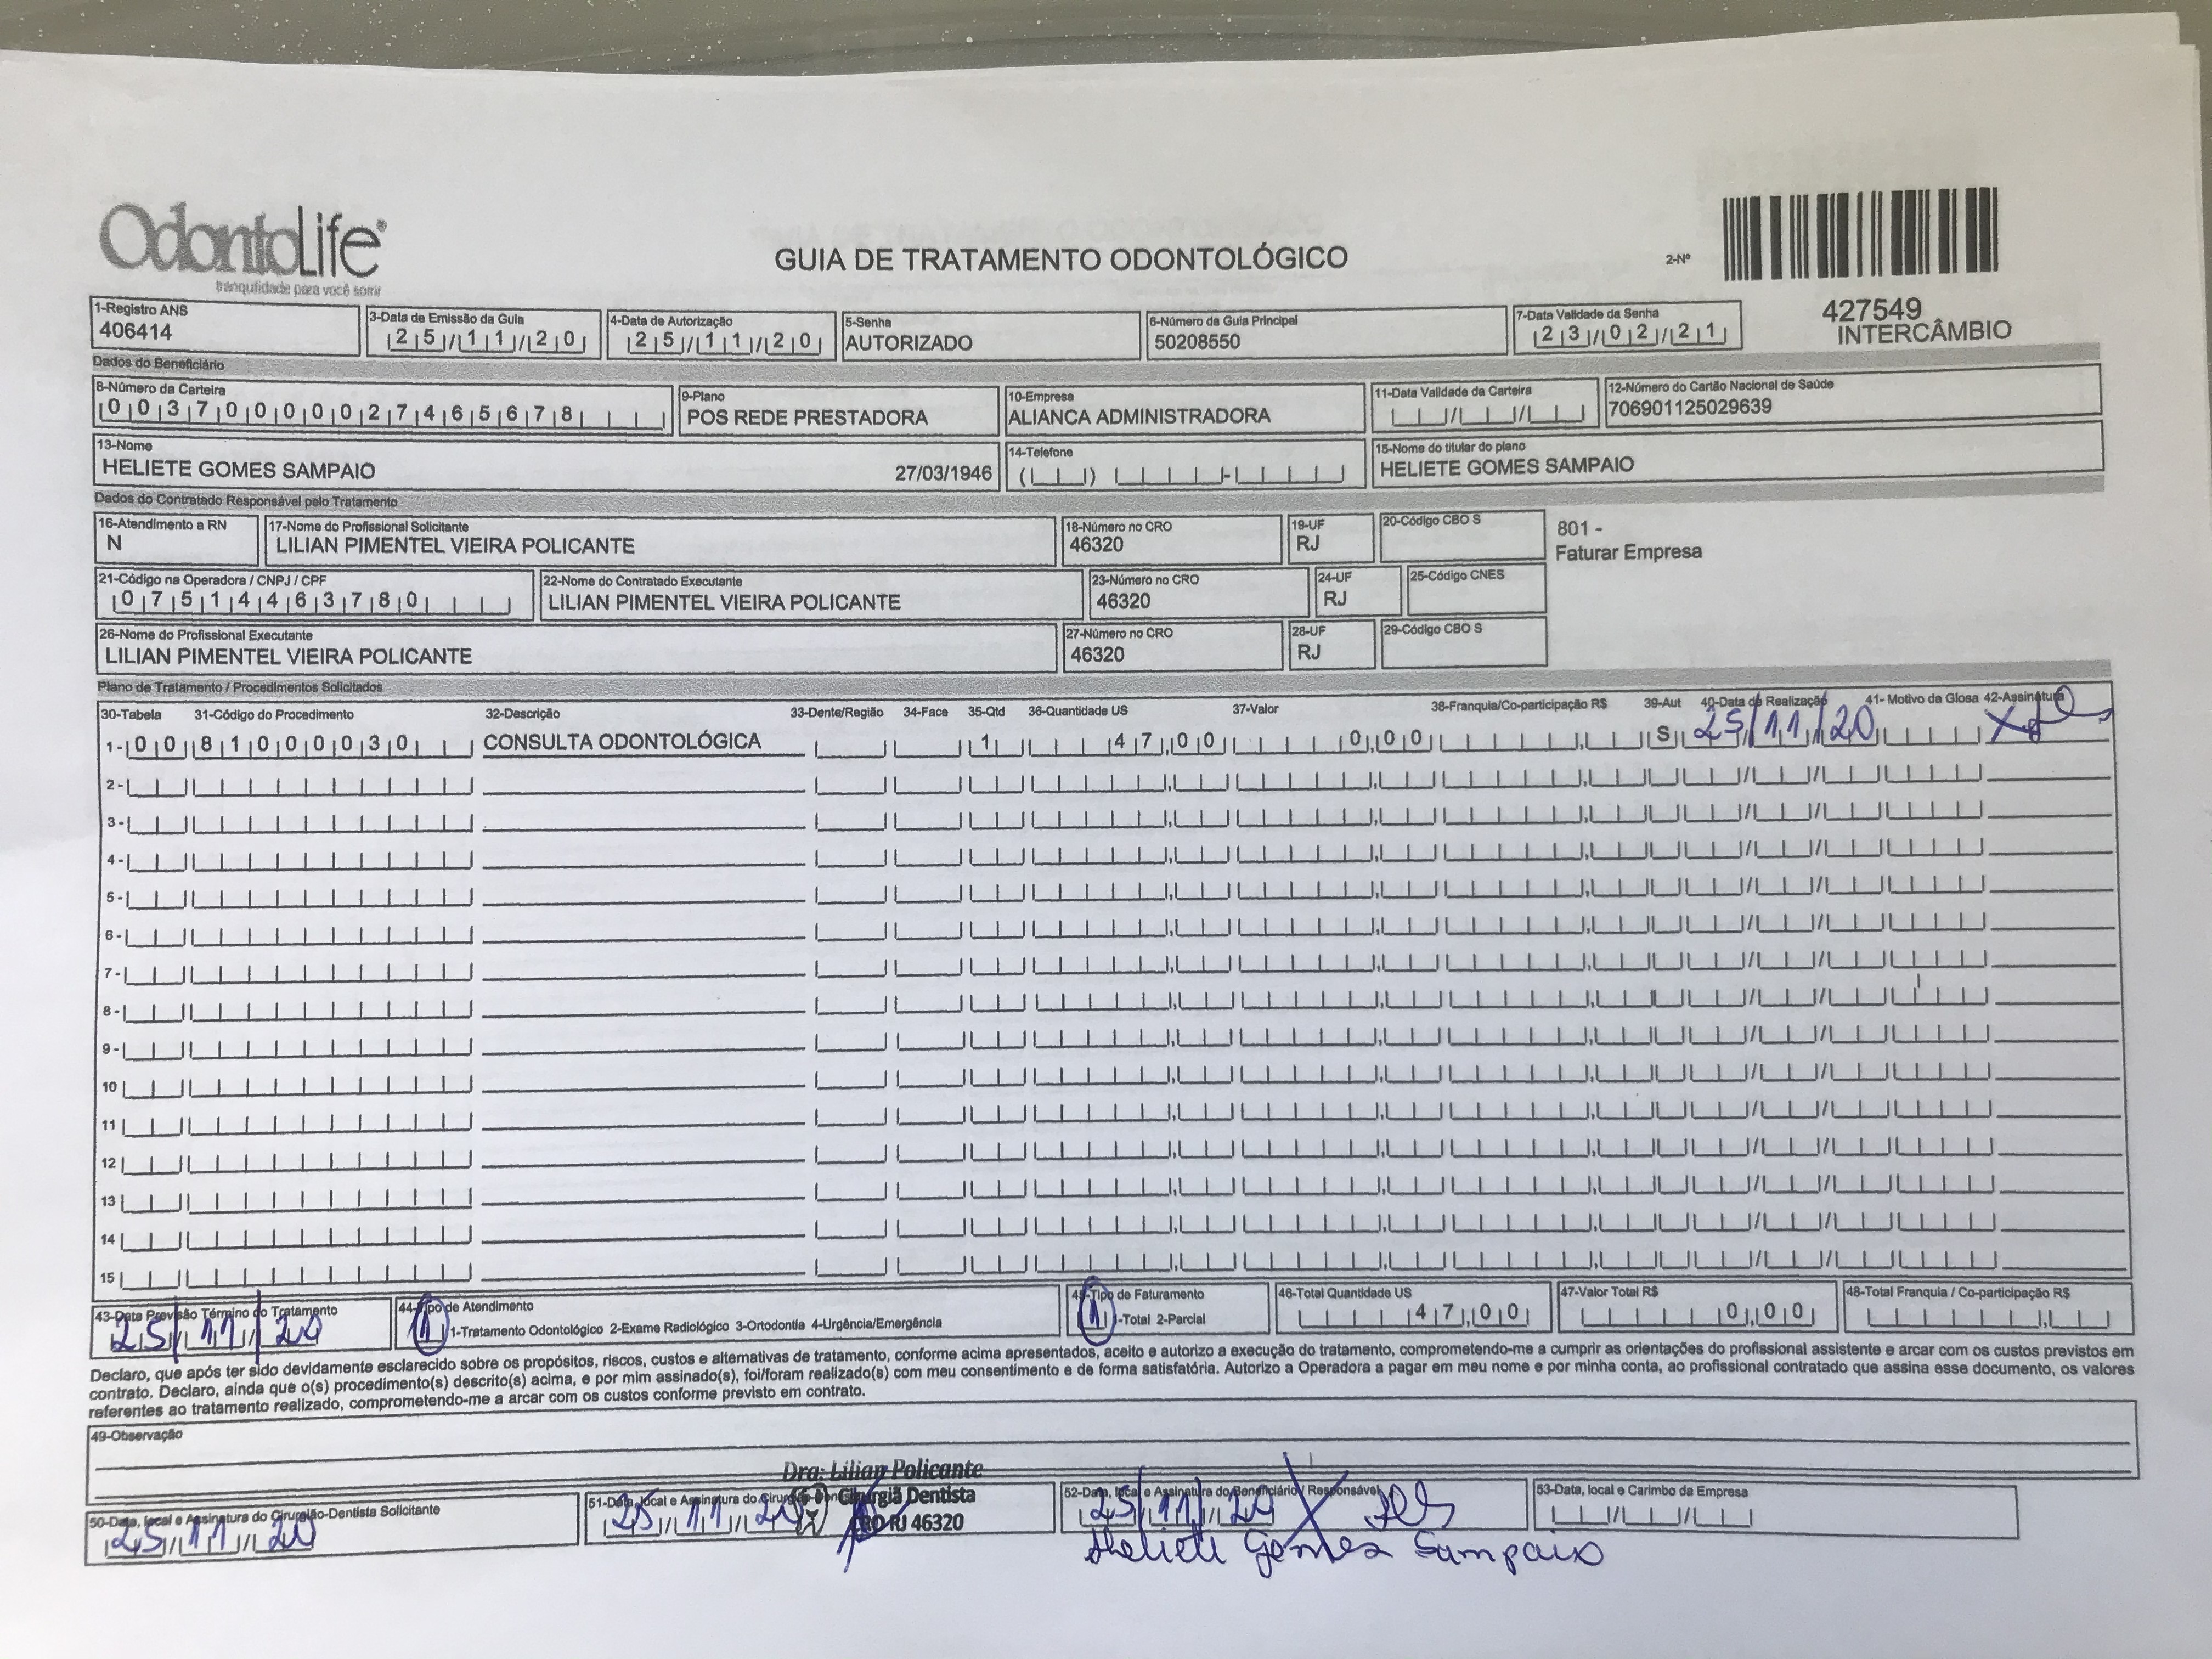 OdontoLife®
tranquilidade para você sorrir
GUIA DE TRATAMENTO ODONTOLÓGICO
2-Nº
427549
INTERCÂMBIO
1-Registro ANS
406414
3-Data de Emissão da Guia
25/11/20
4-Data de Autorização
25/11/20
5-Senha
AUTORIZADO
6-Número da Guia Principal
50208550
7-Data Validade da Senha
23/02/21
Dados do Beneficiário
8-Número da Carteira
00370000027465678
9-Plano
POS REDE PRESTADORA
10-Empresa
ALIANCA ADMINISTRADORA
11-Data Validade da Carteira
12-Número do Cartão Nacional de Saúde
706901125029639
13-Nome
HELIETE GOMES SAMPAIO 27/03/1946
14-Telefone
15-Nome do titular do plano
HELIETE GOMES SAMPAIO
Dados do Contratado Responsável pelo Tratamento
16-Atendimento a RN
N
17-Nome do Profissional Solicitante
LILIAN PIMENTEL VIEIRA POLICANTE
18-Número no CRO
46320
19-UF
RJ
20-Código CBO S
801 -
Faturar Empresa
21-Código na Operadora / CNPJ / CPF
07514463780
22-Nome do Contratado Executante
LILIAN PIMENTEL VIEIRA POLICANTE
23-Número no CRO
46320
24-UF
RJ
25-Código CNES
26-Nome do Profissional Executante
LILIAN PIMENTEL VIEIRA POLICANTE
27-Número no CRO
46320
28-UF
RJ
29-Código CBO S
Plano de Tratamento / Procedimentos Solicitados
30-Tabela 31-Código do Procedimento 32-Descrição 33-Dente/Região 34-Face 35-Qtd 36-Quantidade US 37-Valor 38-Franquia/Co-participação R$ 39-Aut 40-Data de Realização 41- Motivo da Glosa 42-Assinatura
1- 00 81000030 CONSULTA ODONTOLÓGICA 1 47,00 0,00 S 25/11/20
2-
3-
4-
5-
6-
7-
8-
9-
10
11
12
13
14
15
43-Data Previsão Término do Tratamento
25/11/20
44-Tipo de Atendimento
1 1-Tratamento Odontológico 2-Exame Radiológico 3-Ortodontia 4-Urgência/Emergência
45-Tipo de Faturamento
1 1-Total 2-Parcial
46-Total Quantidade US
47,00
47-Valor Total R$
0,00
48-Total Franquia / Co-participação R$
Declaro, que após ter sido devidamente esclarecido sobre os propósitos, riscos, custos e alternativas de tratamento, conforme acima apresentados, aceito e autorizo a execução do tratamento, comprometendo-me a cumprir as orientações do profissional assistente e arcar com os custos previstos em
contrato. Declaro, ainda que o(s) procedimento(s) descrito(s) acima, e por mim assinado(s), foi/foram realizado(s) com meu consentimento e de forma satisfatória. Autorizo a Operadora a pagar em meu nome e por minha conta, ao profissional contratado que assina esse documento, os valores
referentes ao tratamento realizado, comprometendo-me a arcar com os custos conforme previsto em contrato.
49-Observação
50-Data, local e Assinatura do Cirurgião-Dentista Solicitante
25/11/20
51-Data, local e Assinatura do Cirurgião-Dentista
25/11/20
Dra: Lilian Policante
Cirurgiã Dentista
CRO RJ 46320
52-Data, local e Assinatura do Beneficiário / Responsável
25/11/20
Heliete Gomes Sampaio
53-Data, local e Carimbo da Empresa